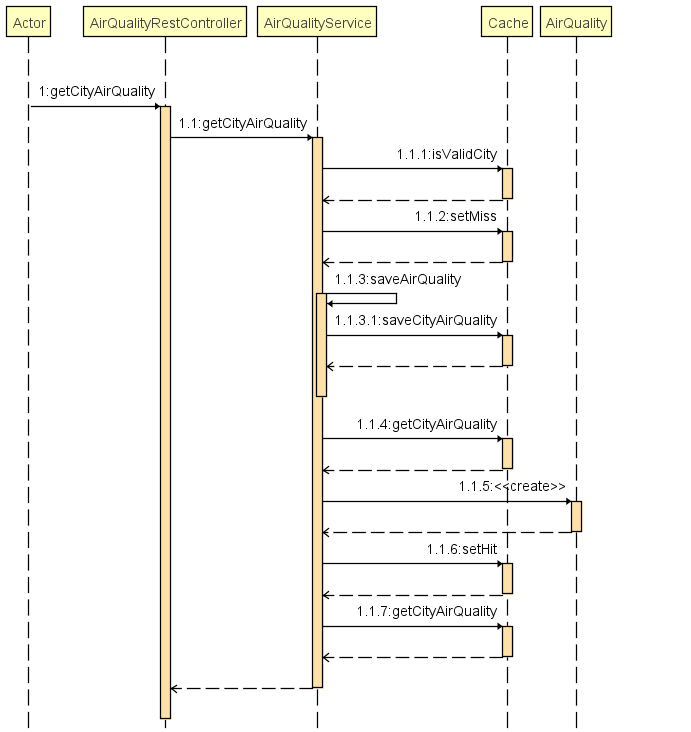 Actor AirQualityRestController AirQualityService Cache AirQuality
1:getCityAirQuality
1.1:getCityAirQuality
1.1.1:isValidCity
1.1.2:setMiss
1.1.3:saveAirQuality
1.1.3.1:saveCityAirQuality
1.1.4:getCityAirQuality
1.1.5:<<create>>
1.1.6:setHit
1.1.7:getCityAirQuality